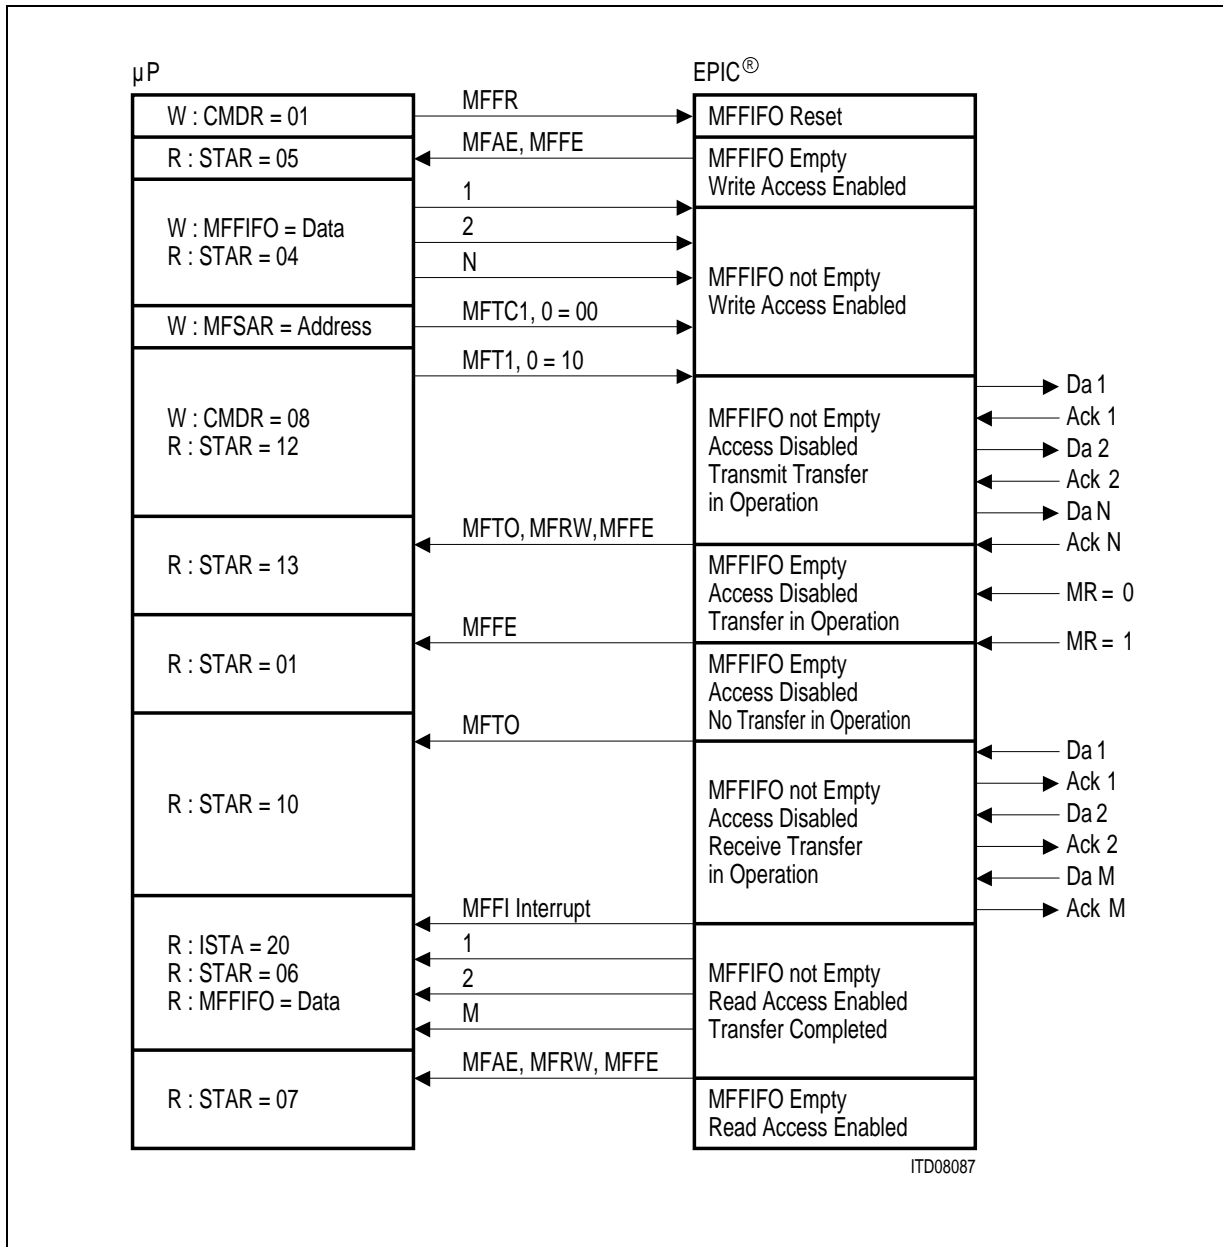 µP
EPIC®
W : CMDR = 01
MFFR
MFFIFO Reset
R : STAR = 05
MFAE, MFFE
MFFIFO Empty
Write Access Enabled
W : MFFIFO = Data
R : STAR = 04
1
2
N
MFFIFO not Empty
Write Access Enabled
W : MFSAR = Address
MFTC1, 0 = 00
MFT1, 0 = 10
W : CMDR = 08
R : STAR = 12
MFFIFO not Empty
Access Disabled
Transmit Transfer
in Operation
Da 1
Ack 1
Da 2
Ack 2
Da N
Ack N
R : STAR = 13
MFTO, MFRW, MFFE
MFFIFO Empty
Access Disabled
Transfer in Operation
MR = 0
MR = 1
R : STAR = 01
MFFE
MFFIFO Empty
Access Disabled
No Transfer in Operation
R : STAR = 10
MFTO
MFFIFO not Empty
Access Disabled
Receive Transfer
in Operation
Da 1
Ack 1
Da 2
Ack 2
Da M
Ack M
R : ISTA = 20
R : STAR = 06
R : MFFIFO = Data
MFFI Interrupt
1
2
M
MFFIFO not Empty
Read Access Enabled
Transfer Completed
R : STAR = 07
MFAE, MFRW, MFFE
MFFIFO Empty
Read Access Enabled
ITD08087